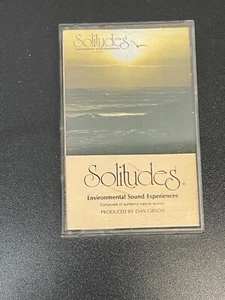 Solitudes
Solitudes
Environmental Sound Experiences
Composed of authentic natural sounds
PRODUCED BY DAN GIBSON